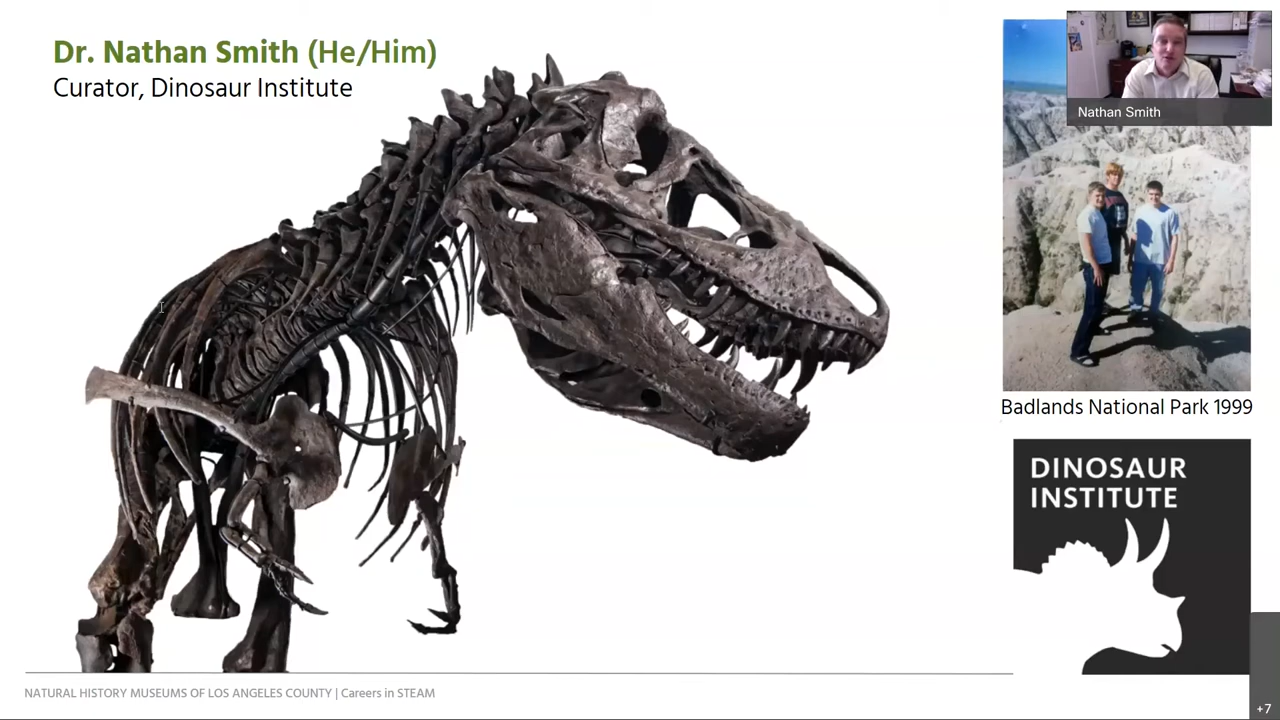 Dr. Nathan Smith (He/Him)
Curator, Dinosaur Institute
Nathan Smith
Badlands National Park 1999
DINOSAUR
INSTITUTE
NATURAL HISTORY MUSEUMS OF LOS ANGELES COUNTY | Careers in STEAM
+7